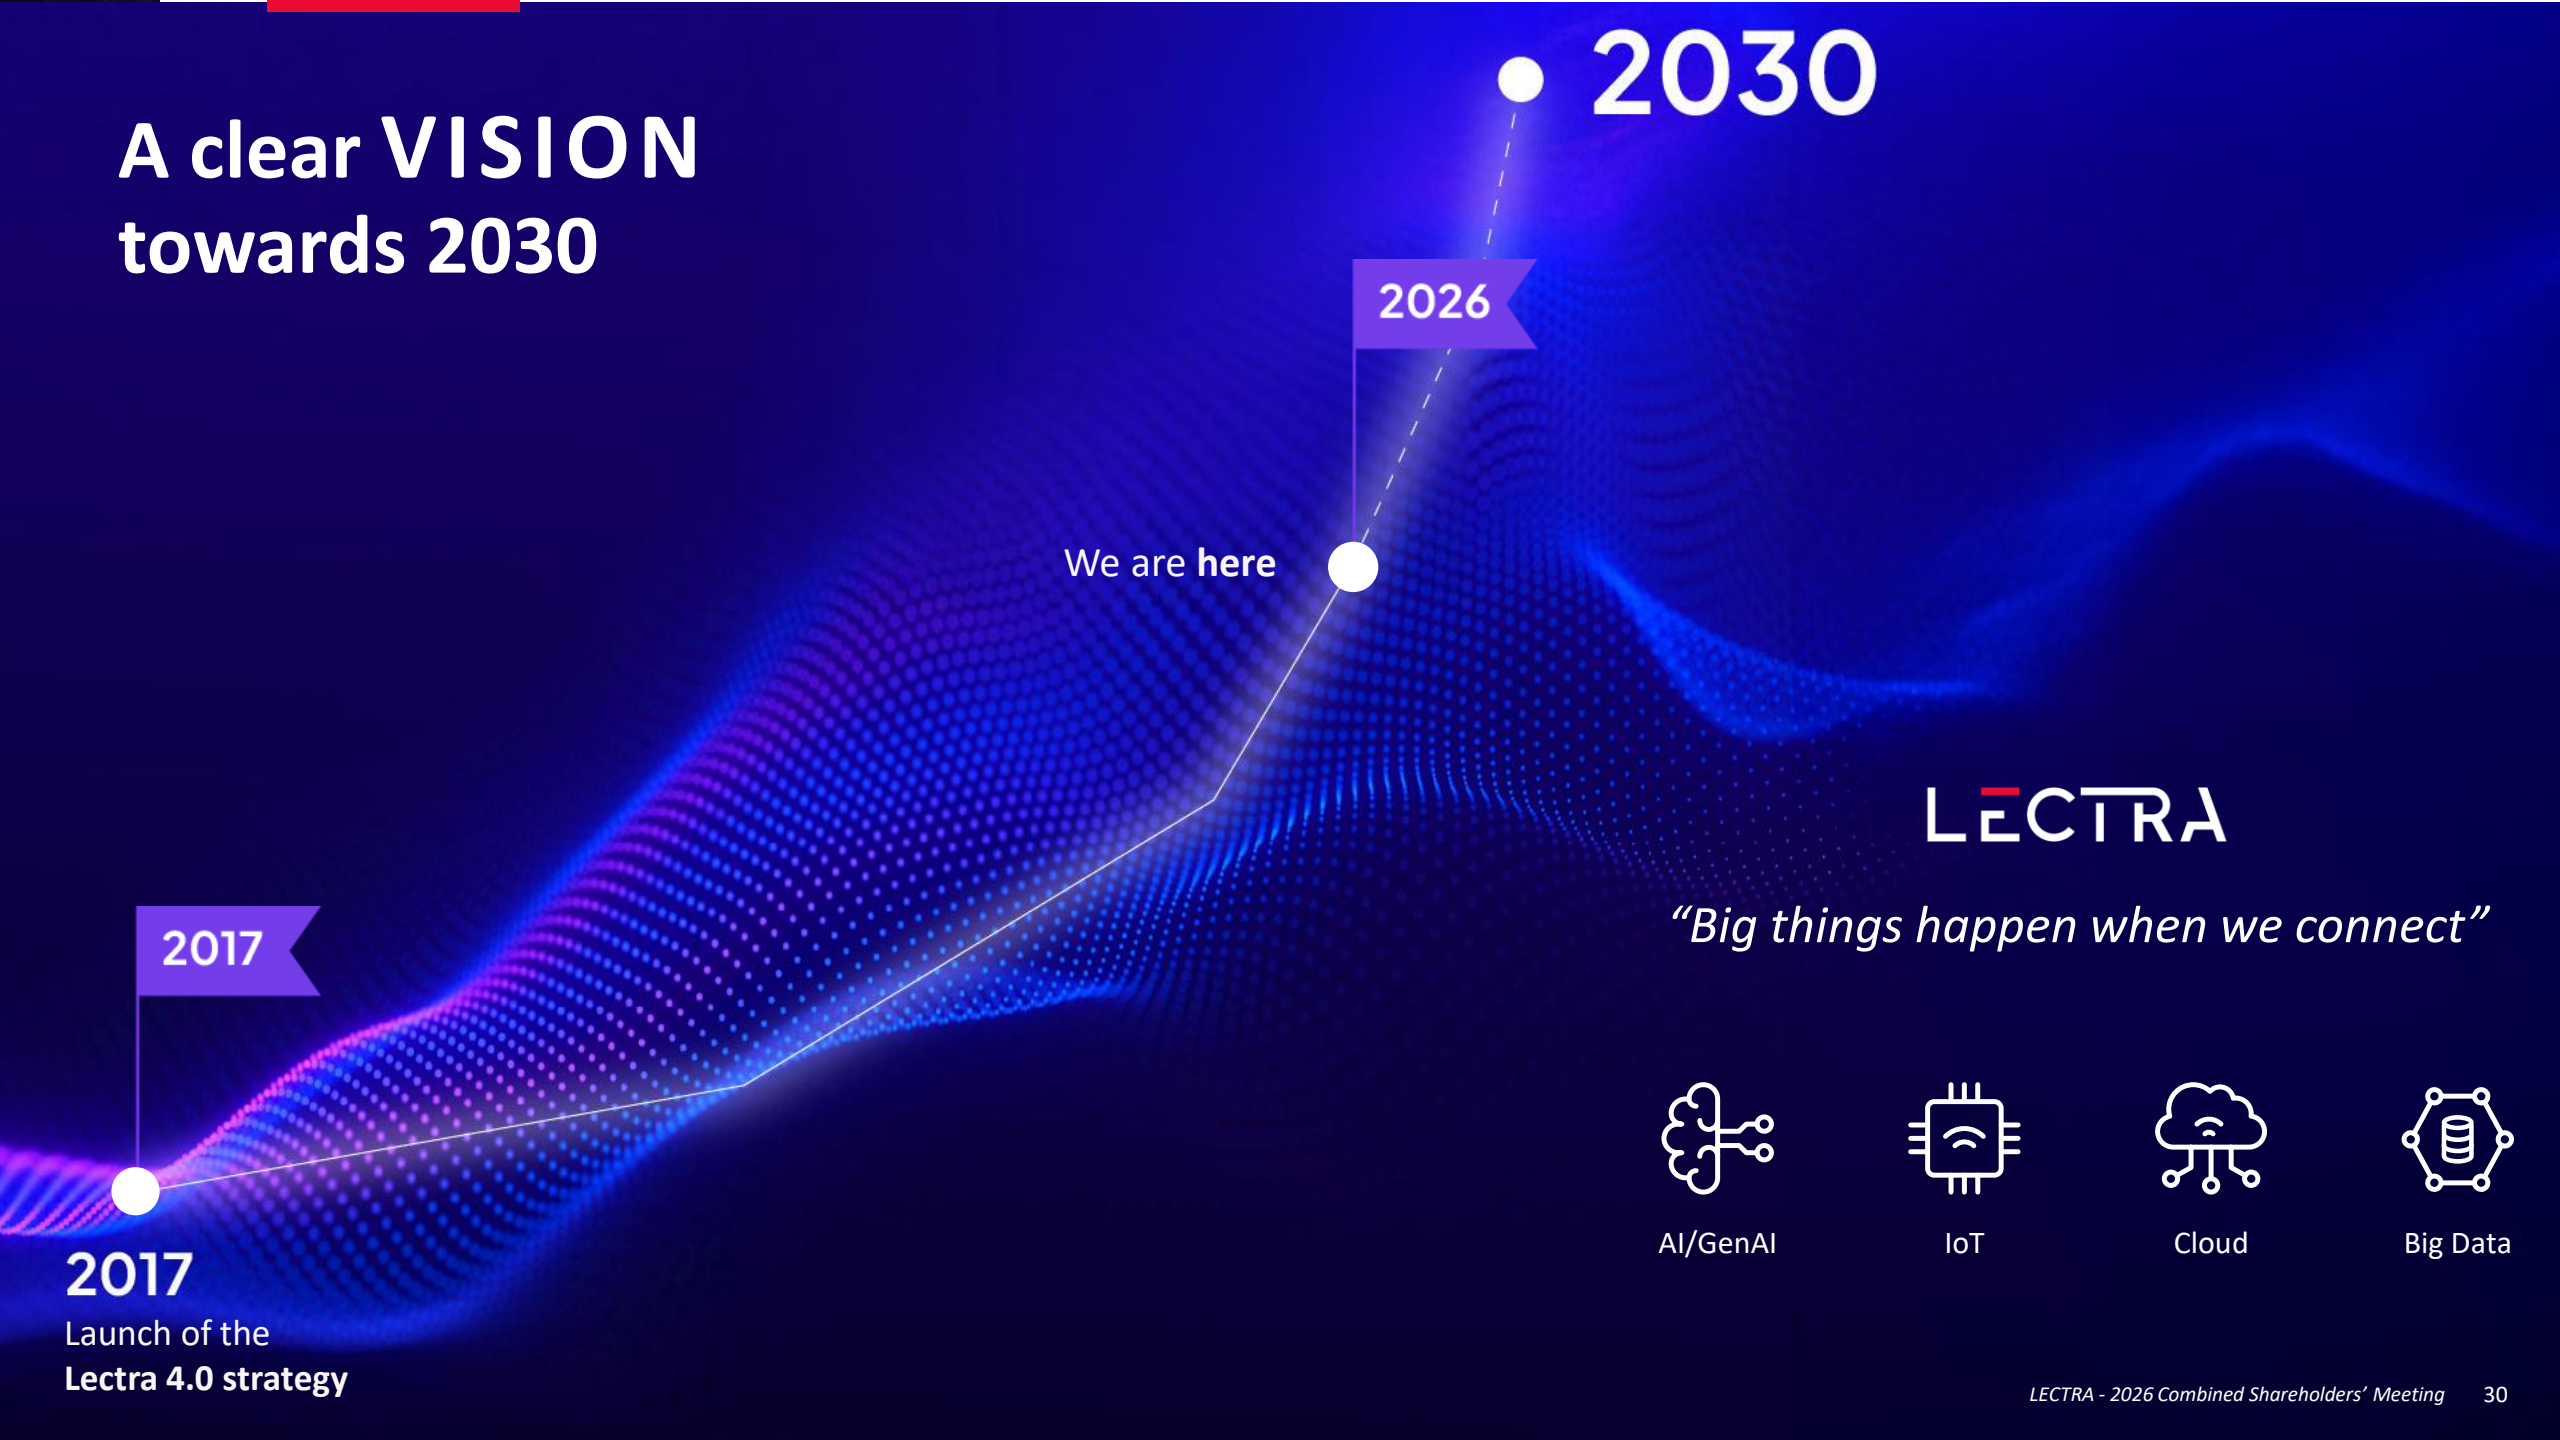 A clear VISION
towards 2030
2030
2026
We are here
2017
2017
Launch of the
Lectra 4.0 strategy
LECTRA
“Big things happen when we connect”
AI/GenAI
IoT
Cloud
Big Data
LECTRA - 2026 Combined Shareholders’ Meeting
30